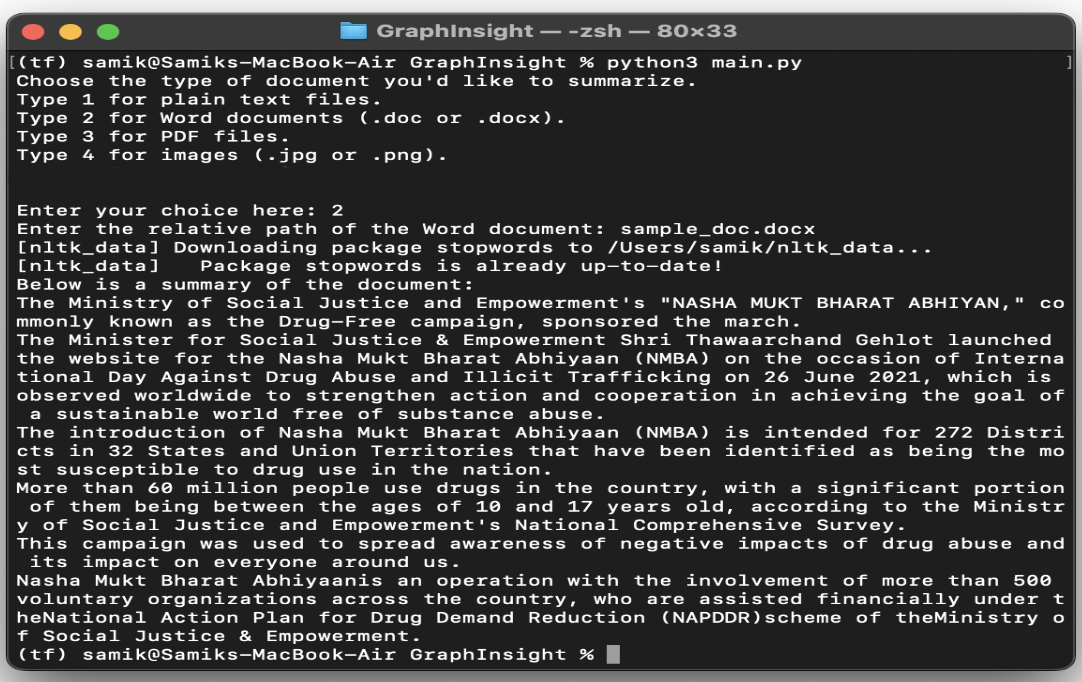 GraphInsight — -zsh — 80×33
[(tf) samik@Samiks-MacBook-Air GraphInsight % python3 main.py ]
Choose the type of document you'd like to summarize.
Type 1 for plain text files.
Type 2 for Word documents (.doc or .docx).
Type 3 for PDF files.
Type 4 for images (.jpg or .png).
Enter your choice here: 2
Enter the relative path of the Word document: sample_doc.docx
[nltk_data] Downloading package stopwords to /Users/samik/nltk_data...
[nltk_data]   Package stopwords is already up-to-date!
Below is a summary of the document:
The Ministry of Social Justice and Empowerment's "NASHA MUKT BHARAT ABHIYAN," co
mmonly known as the Drug-Free campaign, sponsored the march.
The Minister for Social Justice & Empowerment Shri Thawaarchand Gehlot launched
the website for the Nasha Mukt Bharat Abhiyaan (NMBA) on the occasion of Interna
tional Day Against Drug Abuse and Illicit Trafficking on 26 June 2021, which is
observed worldwide to strengthen action and cooperation in achieving the goal of
 a sustainable world free of substance abuse.
The introduction of Nasha Mukt Bharat Abhiyaan (NMBA) is intended for 272 Distri
cts in 32 States and Union Territories that have been identified as being the mo
st susceptible to drug use in the nation.
More than 60 million people use drugs in the country, with a significant portion
 of them being between the ages of 10 and 17 years old, according to the Ministr
y of Social Justice and Empowerment's National Comprehensive Survey.
This campaign was used to spread awareness of negative impacts of drug abuse and
 its impact on everyone around us.
Nasha Mukt Bharat Abhiyaanis an operation with the involvement of more than 500
voluntary organizations across the country, who are assisted financially under t
heNational Action Plan for Drug Demand Reduction (NAPDDR)scheme of theMinistry o
f Social Justice & Empowerment.
(tf) samik@Samiks-MacBook-Air GraphInsight %